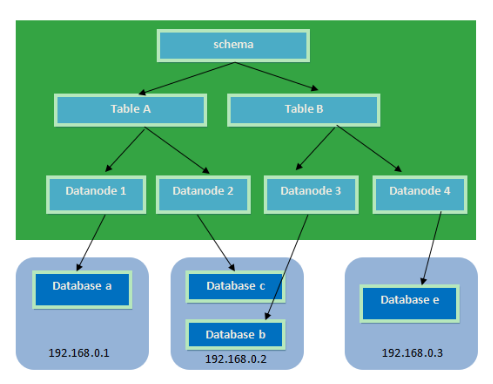 schema
Table A
Table B
Datanode 1
Datanode 2
Datanode 3
Datanode 4
Database a
Database c
Database b
Database e
192.168.0.1
192.168.0.2
192.168.0.3